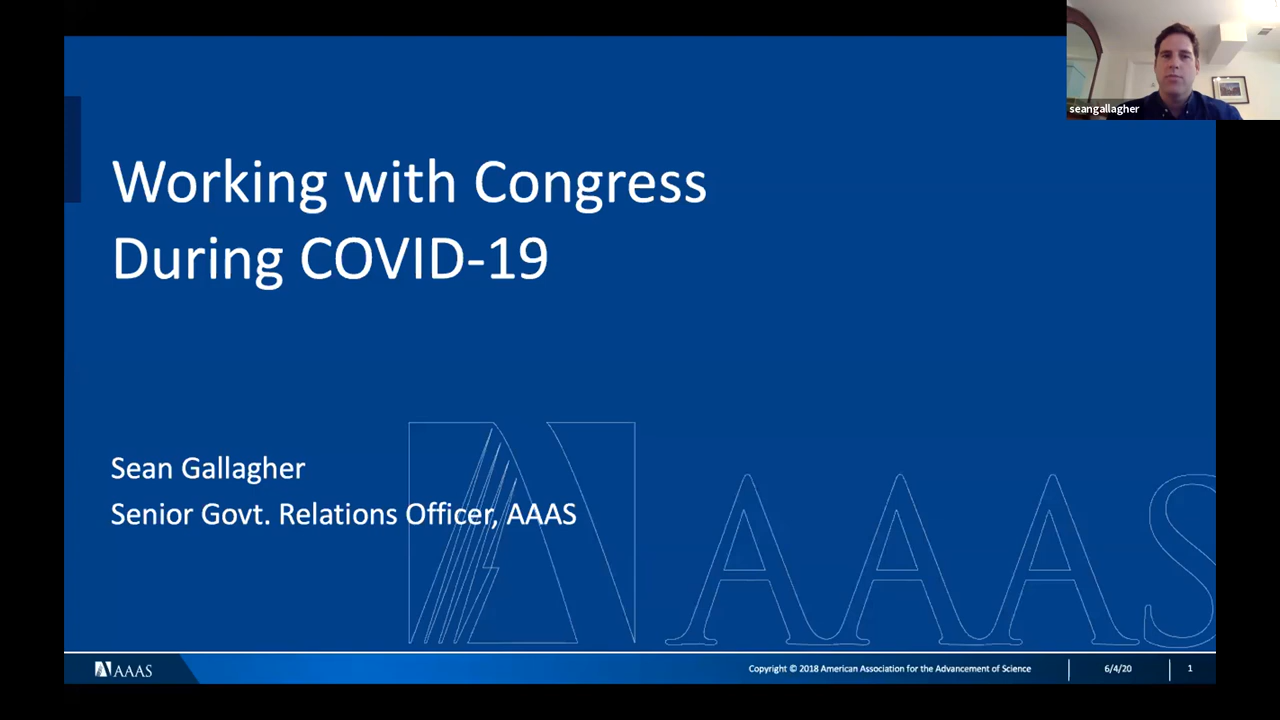 seangallagher
Working with Congress
During COVID-19
Sean Gallagher
Senior Govt. Relations Officer, AAAS
AAAS
AAAS
Copyright © 2018 American Association for the Advancement of Science
6/4/20
1